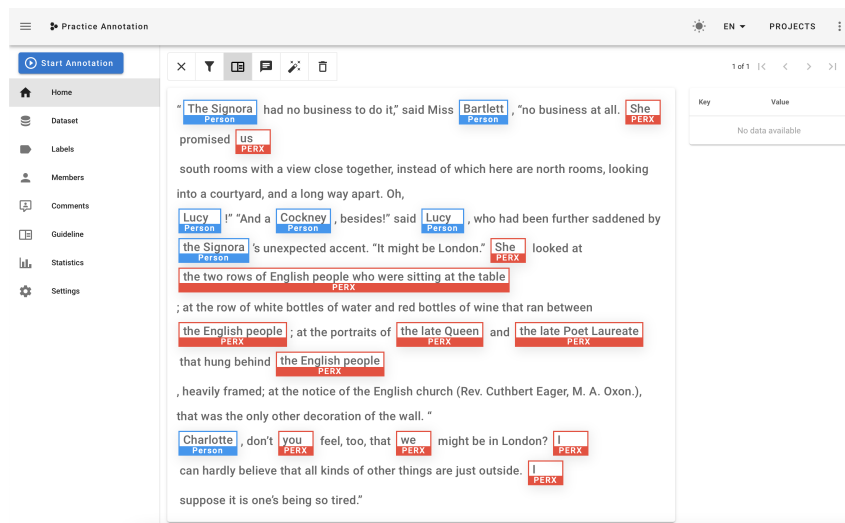 Practice Annotation
EN
PROJECTS
Start Annotation
Home
Dataset
Labels
Members
Comments
Guideline
Statistics
Settings
1 of 1
“ The Signora had no business to do it,” said Miss Bartlett , “no business at all. She
Person Person PERX
promised us
PERX
south rooms with a view close together, instead of which here are north rooms, looking
into a courtyard, and a long way apart. Oh,
Lucy !” “And a Cockney , besides!” said Lucy , who had been further saddened by
Person Person Person
the Signora ’s unexpected accent. “It might be London.” She looked at
Person PERX
the two rows of English people who were sitting at the table
PERX
; at the row of white bottles of water and red bottles of wine that ran between
the English people ; at the portraits of the late Queen and the late Poet Laureate
PERX PERX PERX
that hung behind the English people
PERX
, heavily framed; at the notice of the English church (Rev. Cuthbert Eager, M. A. Oxon.),
that was the only other decoration of the wall. “
Charlotte , don’t you feel, too, that we might be in London? I
Person PERX PERX PERX
can hardly believe that all kinds of other things are just outside. I
PERX
suppose it is one’s being so tired.”
Key Value
No data available